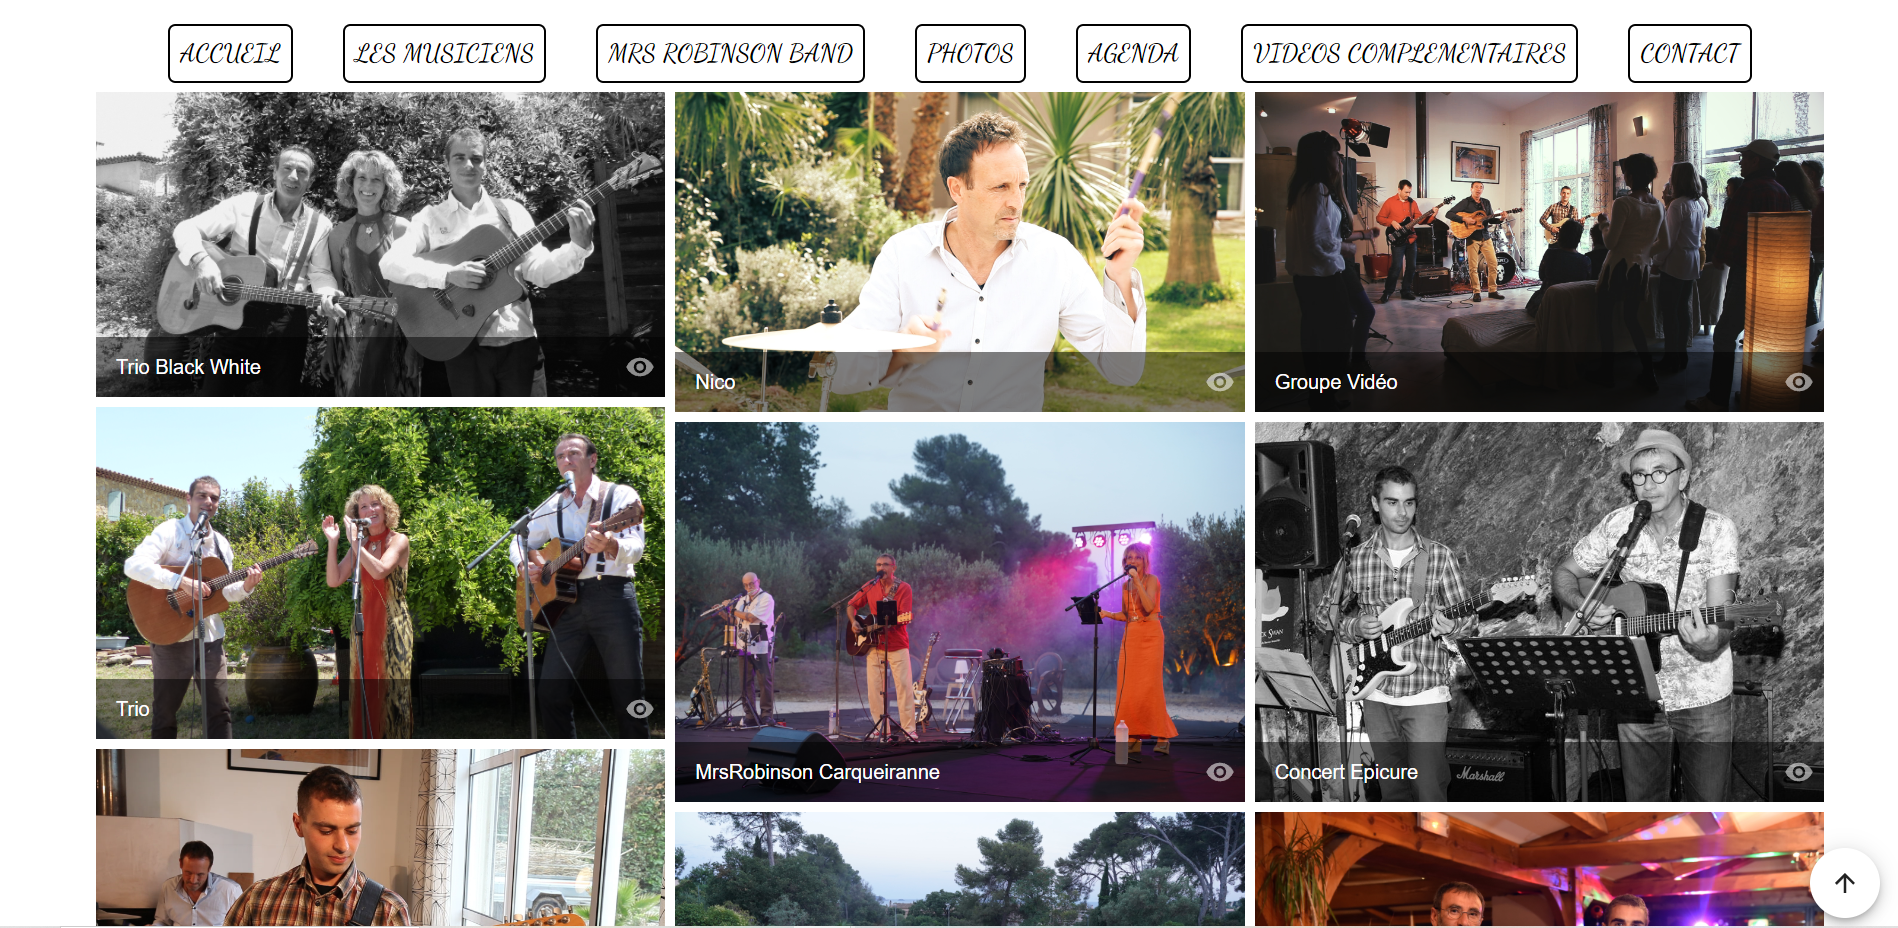 ACCUEIL
LES MUSICIENS
MRS ROBINSON BAND
PHOTOS
AGENDA
VIDEOS COMPLEMENTAIRES
CONTACT
Trio Black White
Nico
Groupe Vidéo
Trio
MrsRobinson Carqueiranne
Concert Epicure
Marshall